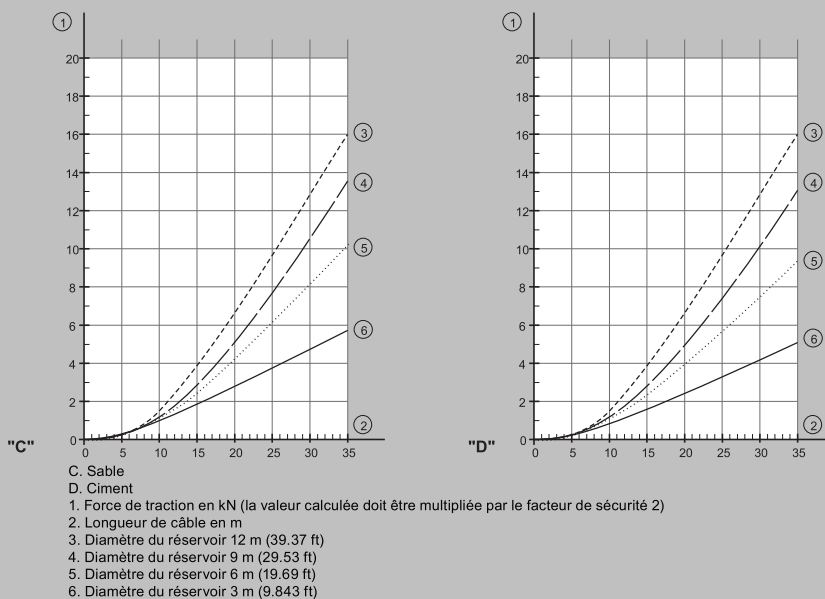 1
20
18
16
14
12
10
8
6
4
2
0
0 5 10 15 20 25 30 35
3
4
5
6
2
"C"
1
20
18
16
14
12
10
8
6
4
2
0
0 5 10 15 20 25 30 35
3
4
5
6
2
"D"
C. Sable
D. Ciment
1. Force de traction en kN (la valeur calculée doit être multipliée par le facteur de sécurité 2)
2. Longueur de câble en m
3. Diamètre du réservoir 12 m (39.37 ft)
4. Diamètre du réservoir 9 m (29.53 ft)
5. Diamètre du réservoir 6 m (19.69 ft)
6. Diamètre du réservoir 3 m (9.843 ft)